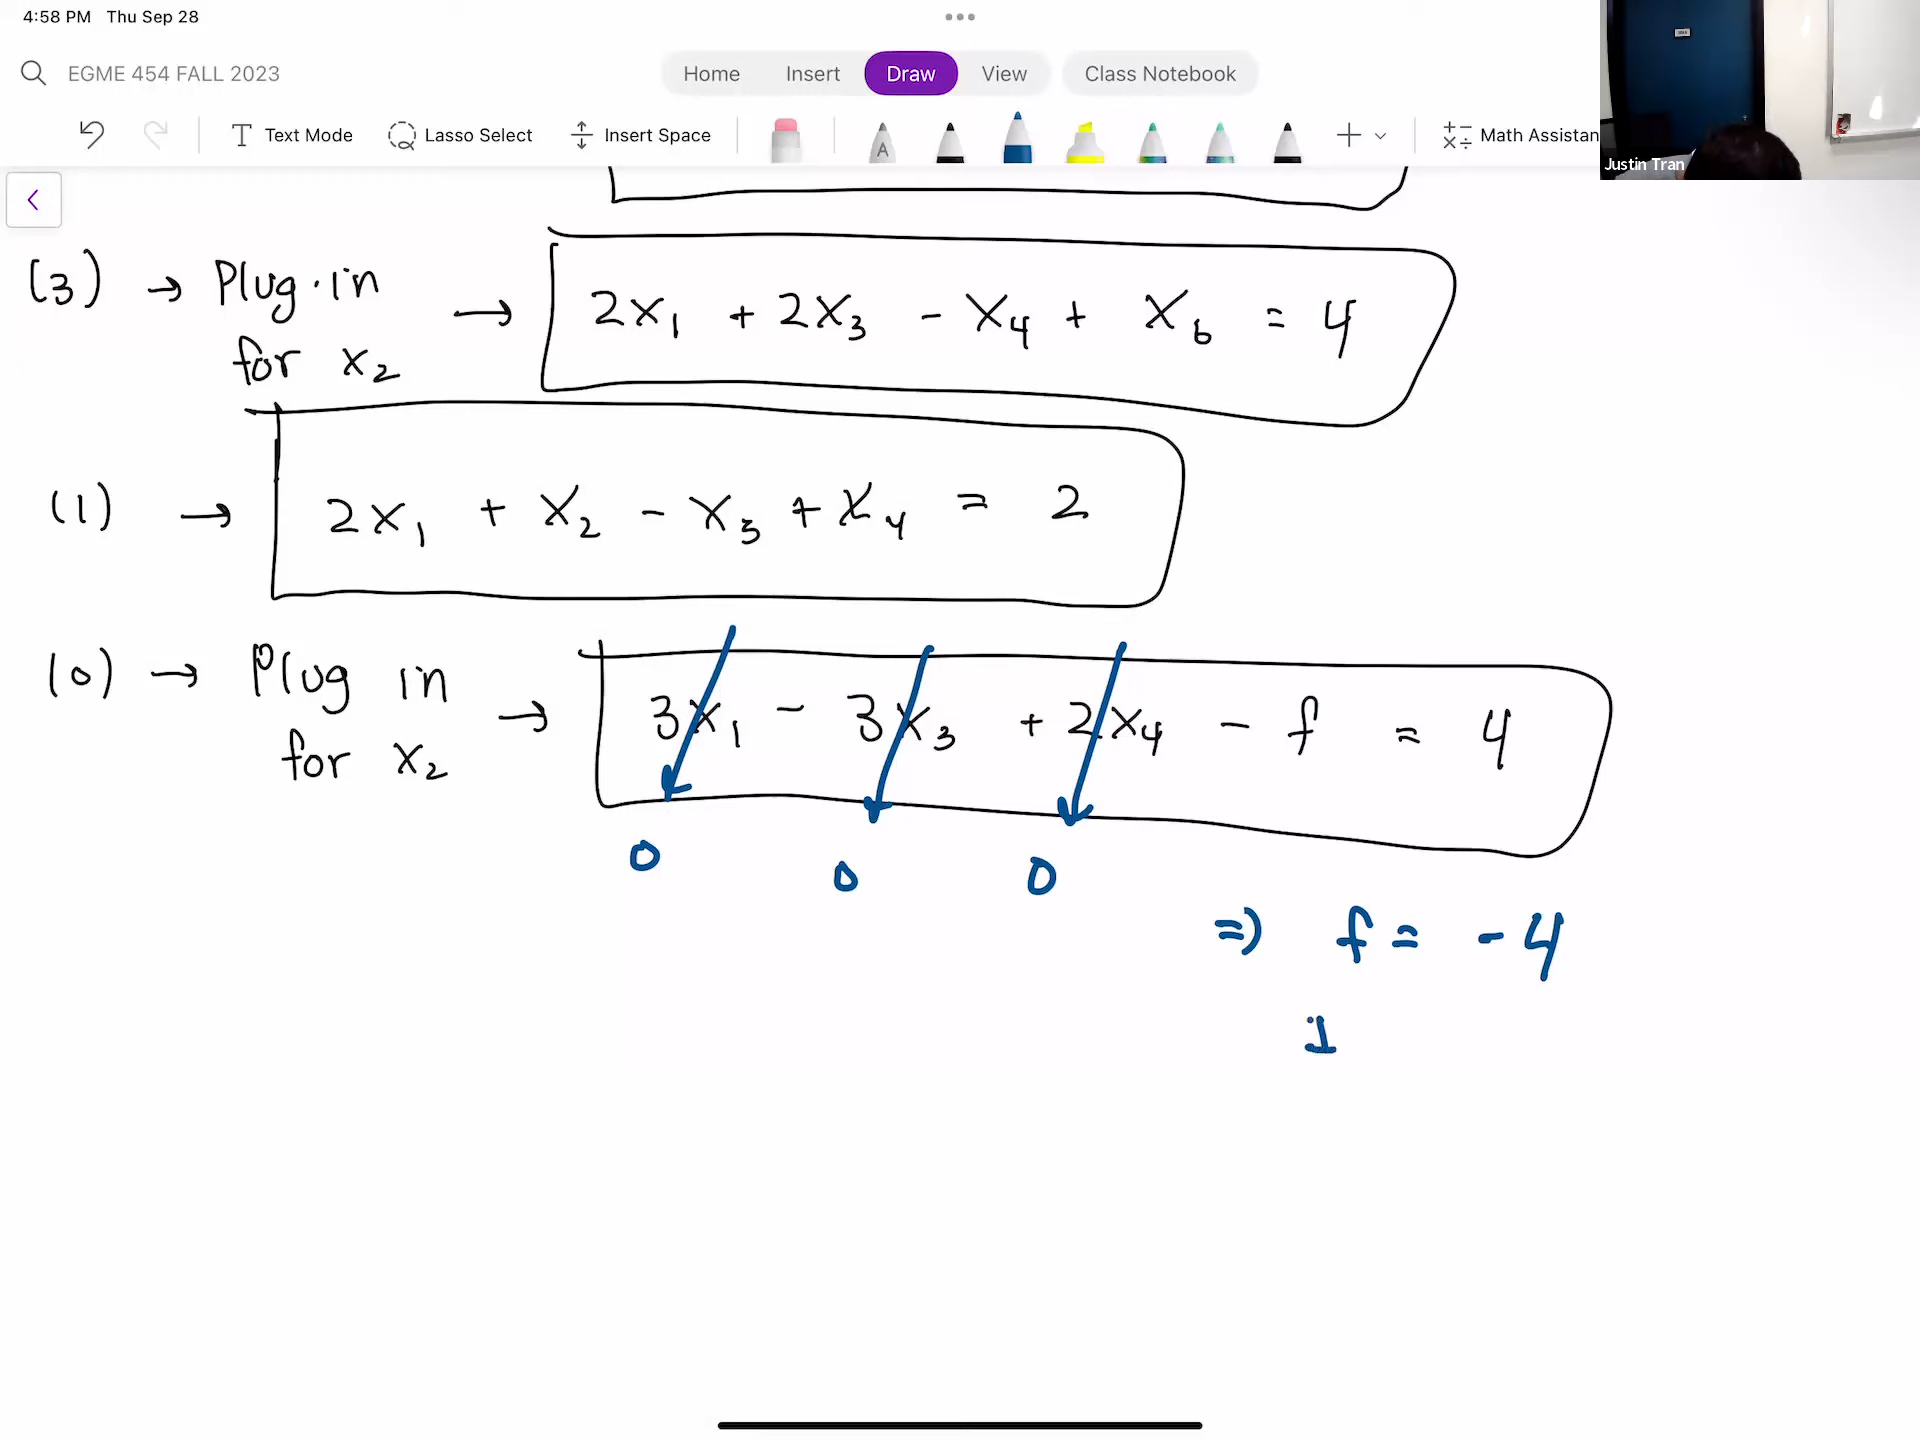 4:58 PM Thu Sep 28
EGME 454 FALL 2023
Home Insert Draw View Class Notebook
Text Mode Lasso Select Insert Space A Math Assistan
Justin Tran
(3) → Plug.in for x₂ → 2x₁ + 2x₃ - x₄ + x₆ = 4
(1) → 2x₁ + x₂ - x₃ + x₄ = 2
(0) → Plug in for x₂ → 3x₁ - 3x₃ + 2x₄ - f = 4
0 0 0
⇒ f = -4